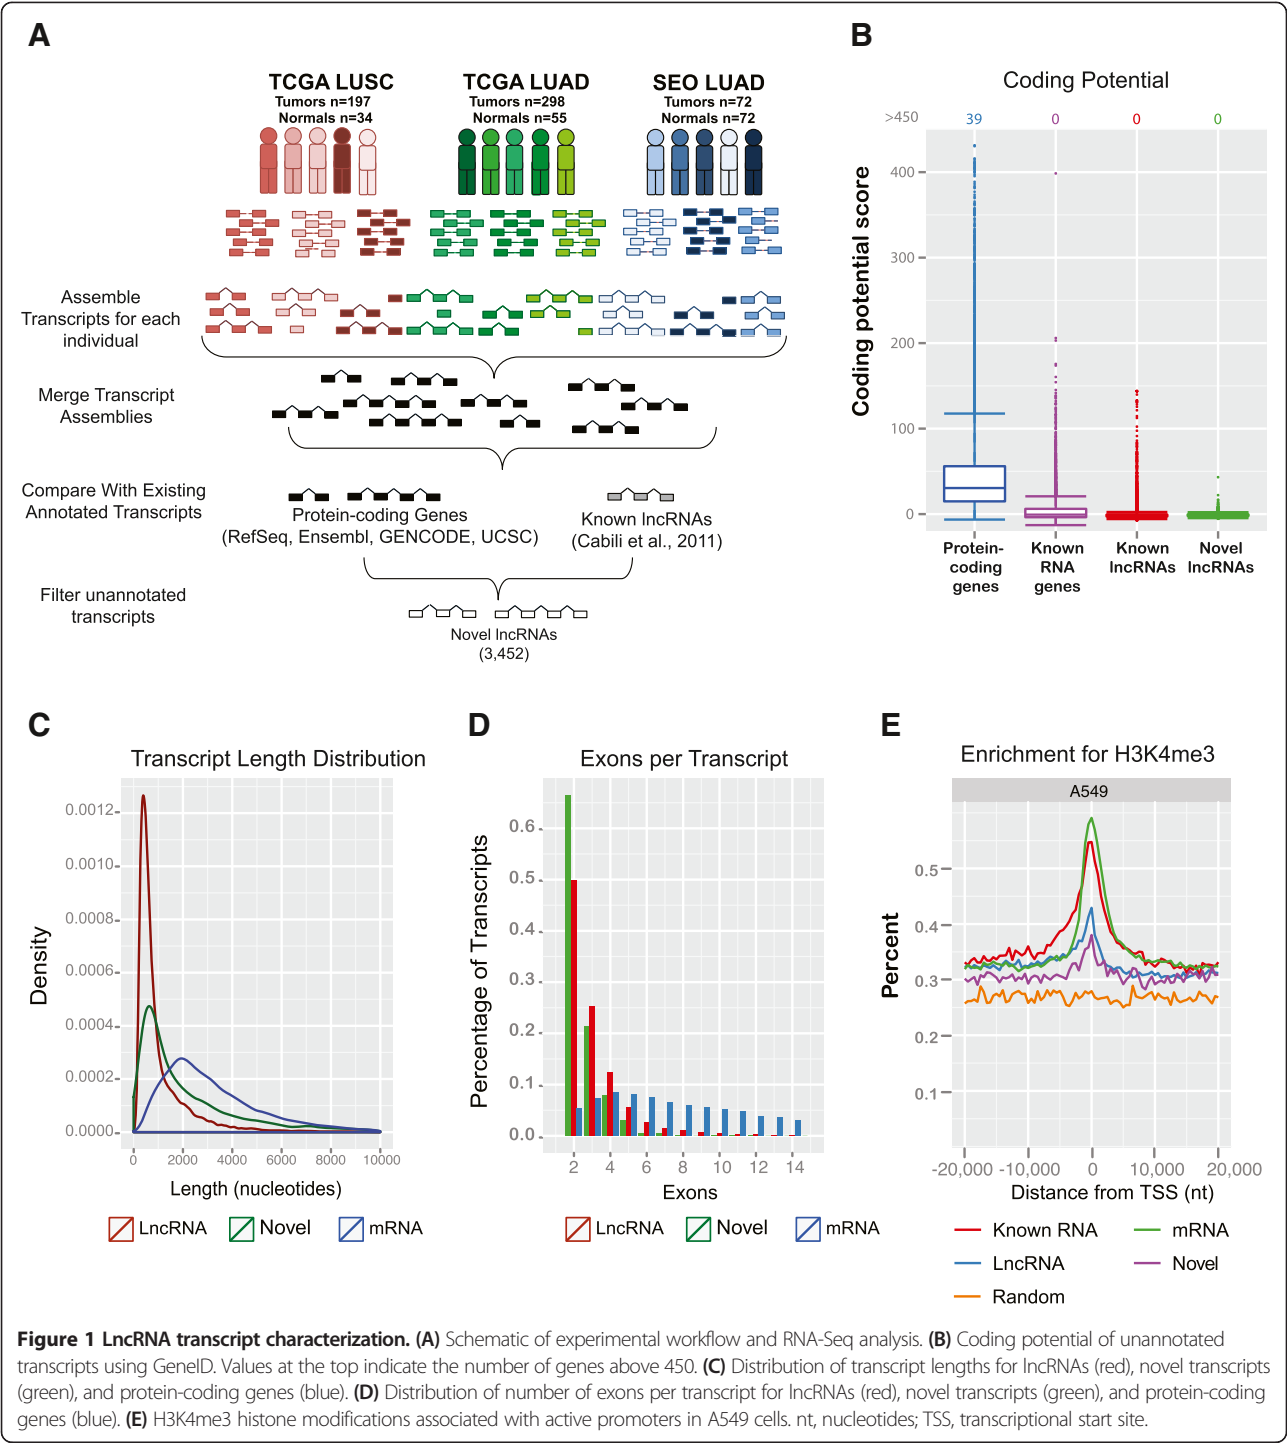 A
TCGA LUSC
Tumors n=197
Normals n=34
TCGA LUAD
Tumors n=298
Normals n=55
SEO LUAD
Tumors n=72
Normals n=72
Assemble
Transcripts for each
individual
Merge Transcript
Assemblies
Compare With Existing
Annotated Transcripts
Protein-coding Genes
(RefSeq, Ensembl, GENCODE, UCSC)
Known lncRNAs
(Cabili et al., 2011)
Filter unannotated
transcripts
Novel lncRNAs
(3,452)
B
Coding Potential
>450 39 0 0 0
Coding potential score
400
300
200
100
0
Protein-
coding
genes
Known
RNA
genes
Known
lncRNAs
Novel
lncRNAs
C
Transcript Length Distribution
Density
0.0012
0.0010
0.0008
0.0006
0.0004
0.0002
0.0000
0 2000 4000 6000 8000 10000
Length (nucleotides)
LncRNA Novel mRNA
D
Exons per Transcript
Percentage of Transcripts
0.6
0.5
0.4
0.3
0.2
0.1
0.0
2 4 6 8 10 12 14
Exons
LncRNA Novel mRNA
E
Enrichment for H3K4me3
A549
Percent
0.5
0.4
0.3
0.2
0.1
-20,000 -10,000 0 10,000 20,000
Distance from TSS (nt)
Known RNA mRNA
LncRNA Novel
Random
Figure 1 LncRNA transcript characterization. (A) Schematic of experimental workflow and RNA-Seq analysis. (B) Coding potential of unannotated
transcripts using GeneID. Values at the top indicate the number of genes above 450. (C) Distribution of transcript lengths for lncRNAs (red), novel transcripts
(green), and protein-coding genes (blue). (D) Distribution of number of exons per transcript for lncRNAs (red), novel transcripts (green), and protein-coding
genes (blue). (E) H3K4me3 histone modifications associated with active promoters in A549 cells. nt, nucleotides; TSS, transcriptional start site.